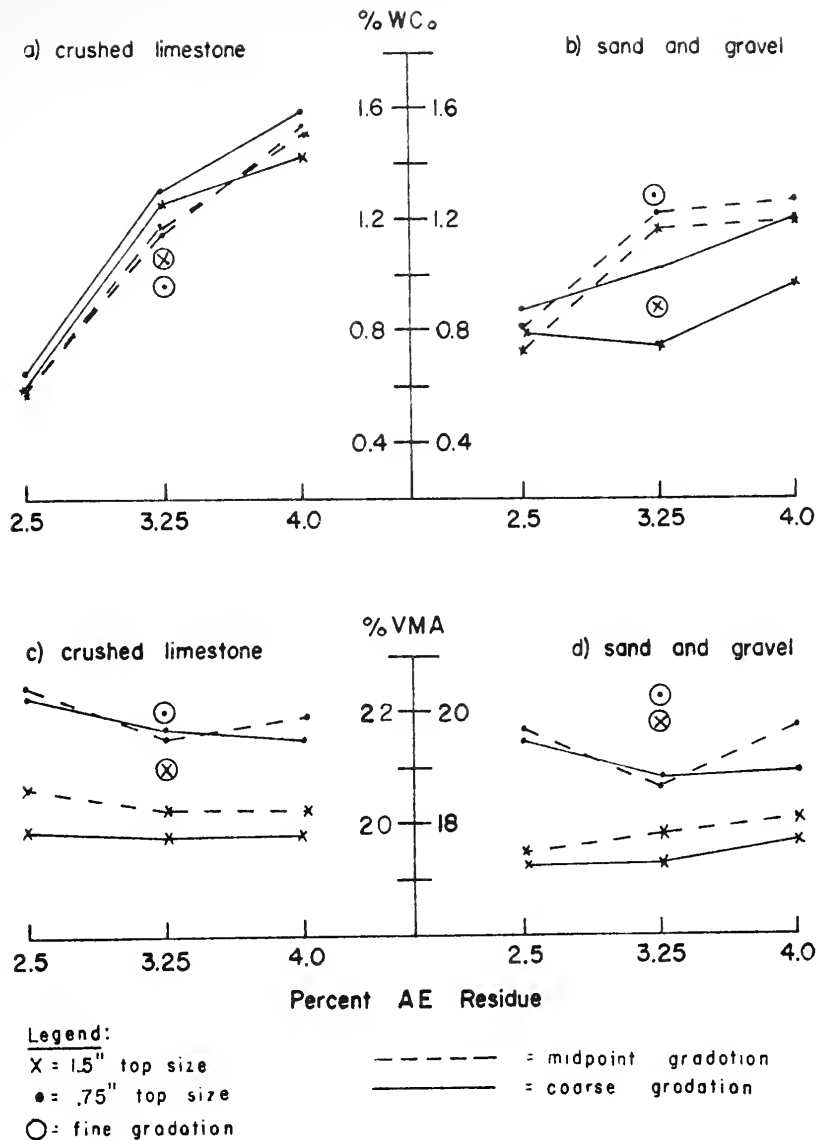 % WC₀
a) crushed limestone
b) sand and gravel
1.6 1.6
1.2 1.2
0.8 0.8
0.4 0.4
2.5 3.25 4.0 2.5 3.25 4.0
% VMA
c) crushed limestone
d) sand and gravel
22 20
20 18
2.5 3.25 4.0 2.5 3.25 4.0
Percent AE Residue
Legend:
X = 1.5" top size
• = .75" top size
○ = fine gradation
– – – – = midpoint gradation
——— = coarse gradation